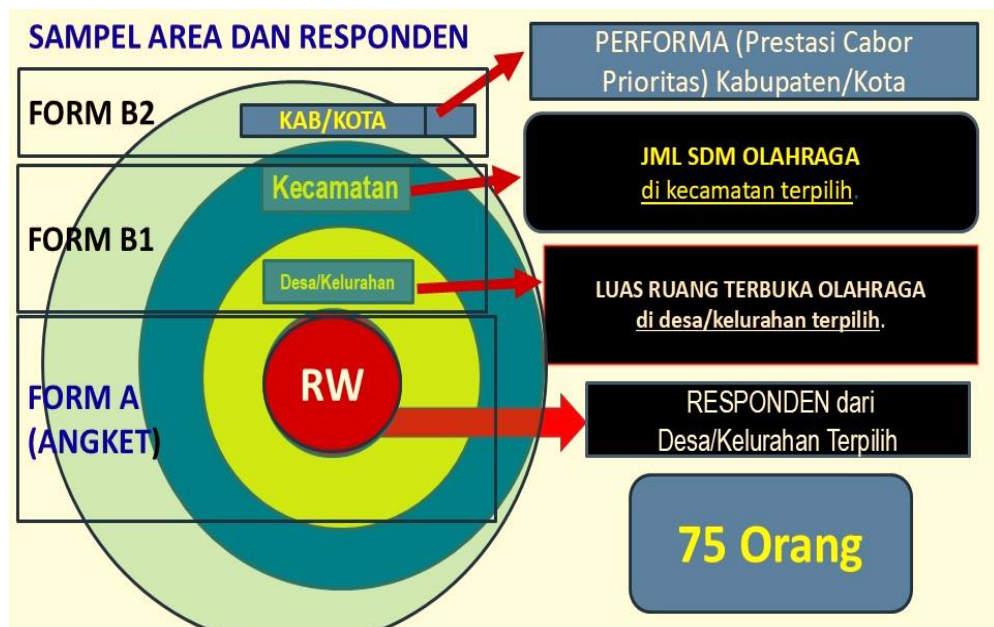 SAMPEL AREA DAN RESPONDEN
FORM B2
KAB/KOTA
PERFORMA (Prestasi Cabor
Prioritas) Kabupaten/Kota
FORM B1
Kecamatan
JML SDM OLAHRAGA
di kecamatan terpilih.
Desa/Kelurahan
LUAS RUANG TERBUKA OLAHRAGA
di desa/kelurahan terpilih.
FORM A
(ANGKET)
RW
RESPONDEN dari
Desa/Kelurahan Terpilih
75 Orang